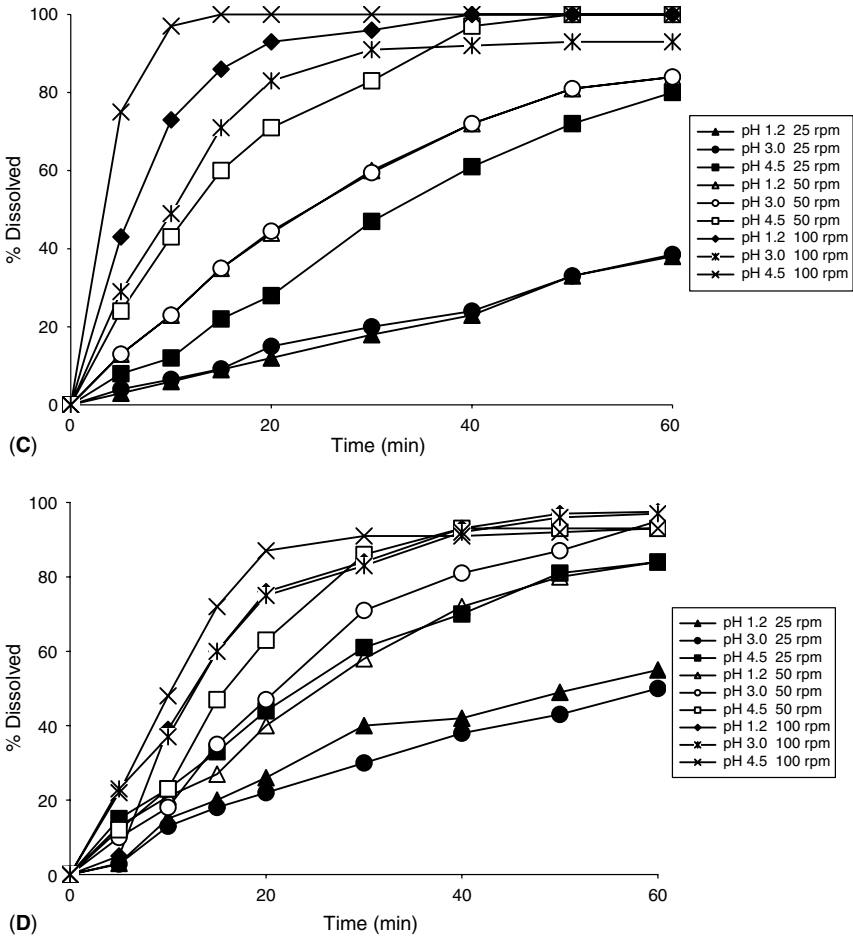 100
80
60
40
20
0
% Dissolved
0 20 40 60
Time (min)
(C)
pH 1.2 25 rpm
pH 3.0 25 rpm
pH 4.5 25 rpm
pH 1.2 50 rpm
pH 3.0 50 rpm
pH 4.5 50 rpm
pH 1.2 100 rpm
pH 3.0 100 rpm
pH 4.5 100 rpm
100
80
60
40
20
0
% Dissolved
0 20 40 60
Time (min)
(D)
pH 1.2 25 rpm
pH 3.0 25 rpm
pH 4.5 25 rpm
pH 1.2 50 rpm
pH 3.0 50 rpm
pH 4.5 50 rpm
pH 1.2 100 rpm
pH 3.0 100 rpm
pH 4.5 100 rpm